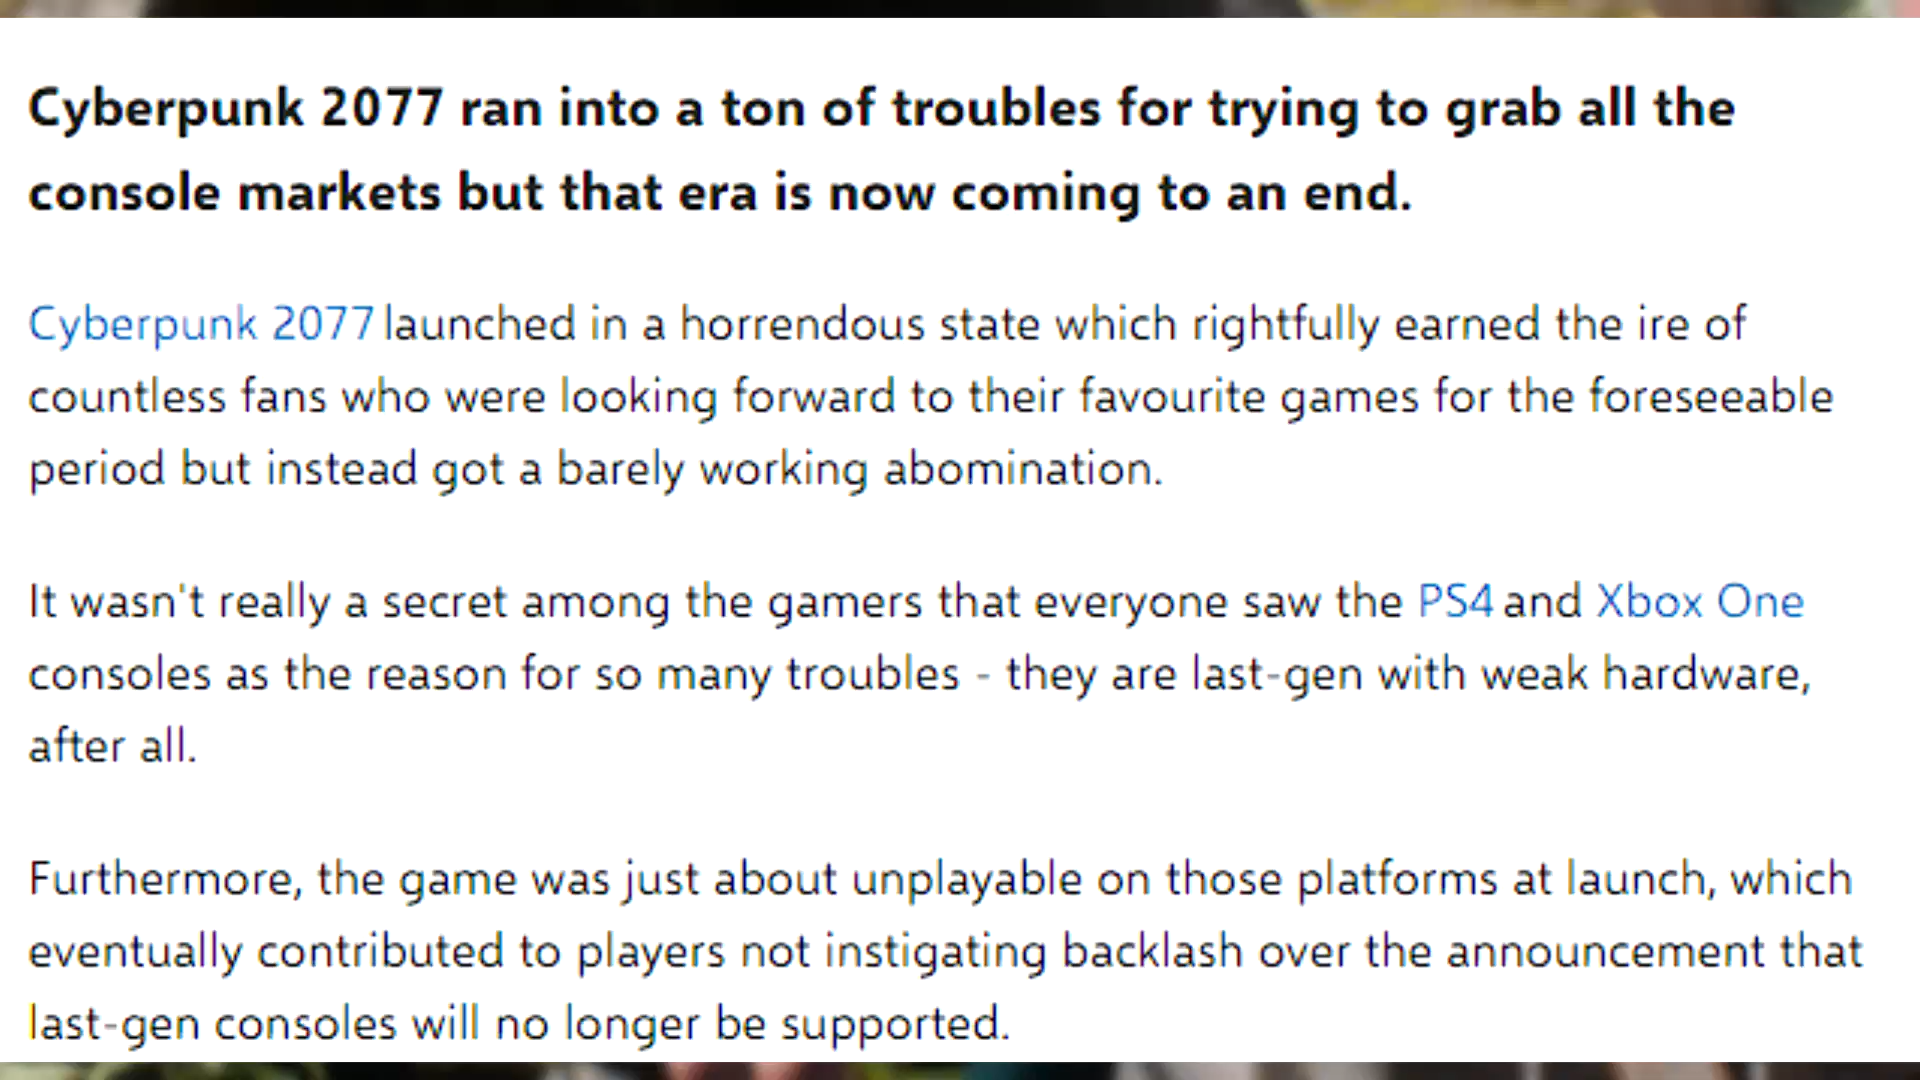 Cyberpunk 2077 ran into a ton of troubles for trying to grab all the
console markets but that era is now coming to an end.
Cyberpunk 2077 launched in a horrendous state which rightfully earned the ire of
countless fans who were looking forward to their favourite games for the foreseeable
period but instead got a barely working abomination.
It wasn't really a secret among the gamers that everyone saw the PS4 and Xbox One
consoles as the reason for so many troubles - they are last-gen with weak hardware,
after all.
Furthermore, the game was just about unplayable on those platforms at launch, which
eventually contributed to players not instigating backlash over the announcement that
last-gen consoles will no longer be supported.